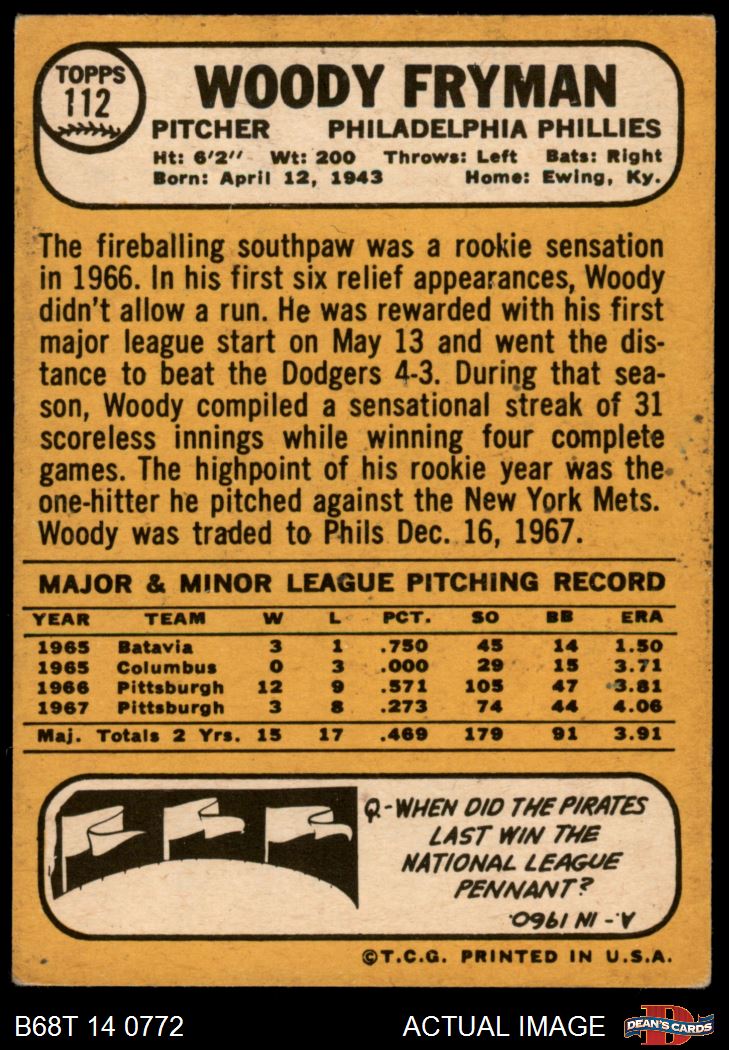 TOPPS
112
WOODY FRYMAN
PITCHER PHILADELPHIA PHILLIES
Ht: 6'2" Wt: 200 Throws: Left Bats: Right
Born: April 12, 1943 Home: Ewing, Ky.
The fireballing southpaw was a rookie sensation
in 1966. In his first six relief appearances, Woody
didn't allow a run. He was rewarded with his first
major league start on May 13 and went the dis-
tance to beat the Dodgers 4-3. During that sea-
son, Woody compiled a sensational streak of 31
scoreless innings while winning four complete
games. The highpoint of his rookie year was the
one-hitter he pitched against the New York Mets.
Woody was traded to Phils Dec. 16, 1967.
MAJOR & MINOR LEAGUE PITCHING RECORD
YEAR TEAM W L PCT. SO BB ERA
1965 Batavia 3 1 .750 45 14 1.50
1965 Columbus 0 3 .000 29 15 3.71
1966 Pittsburgh 12 9 .571 105 47 3.81
1967 Pittsburgh 3 8 .273 74 44 4.06
Maj. Totals 2 Yrs. 15 17 .469 179 91 3.91
Q-WHEN DID THE PIRATES
LAST WIN THE
NATIONAL LEAGUE
PENNANT?
A-IN 1960.
©T.C.G. PRINTED IN U.S.A.
B68T 14 0772 ACTUAL IMAGE
D
DEAN'S CARDS